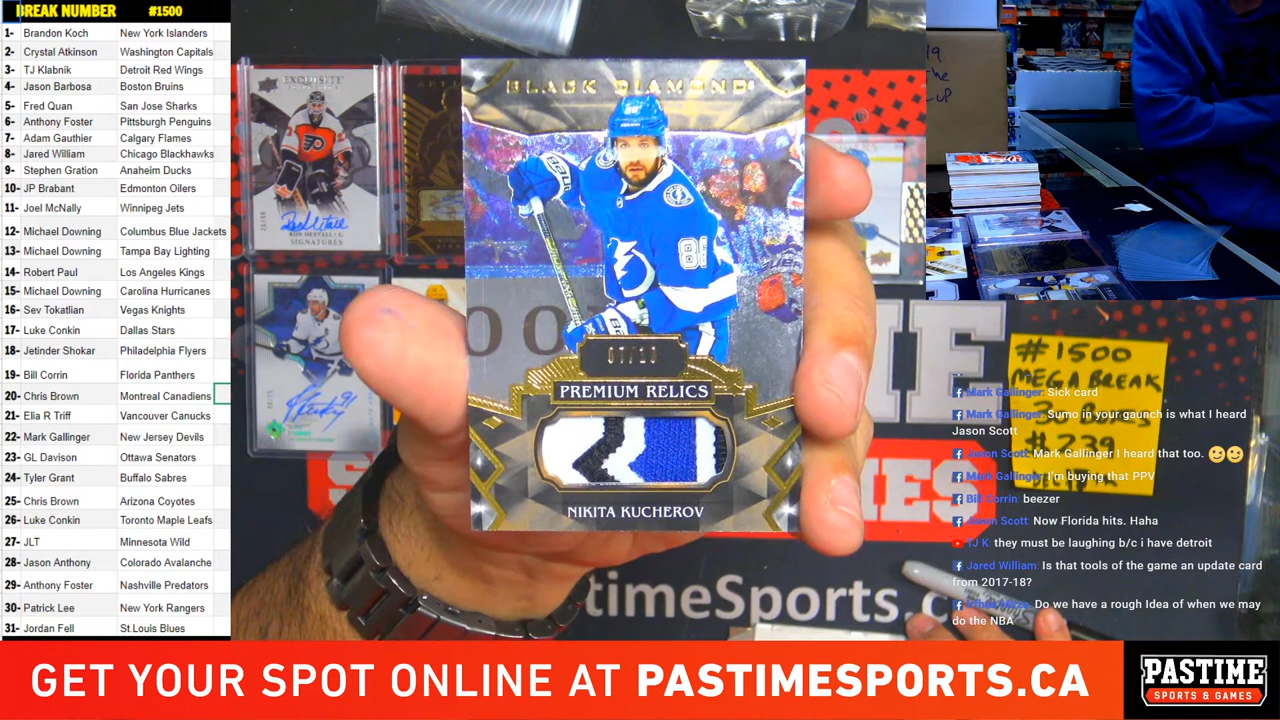 BREAK NUMBER #1500
1- Brandon Koch New York Islanders
2- Crystal Atkinson Washington Capitals
3- TJ Klabnik Detroit Red Wings
4- Jason Barbosa Boston Bruins
5- Fred Quan San Jose Sharks
6- Anthony Foster Pittsburgh Penguins
7- Adam Gauthier Calgary Flames
8- Jared William Chicago Blackhawks
9- Stephen Gration Anaheim Ducks
10- JP Brabant Edmonton Oilers
11- Joel McNally Winnipeg Jets
12- Michael Downing Columbus Blue Jackets
13- Michael Downing Tampa Bay Lighting
14- Robert Paul Los Angeles Kings
15- Michael Downing Carolina Hurricanes
16- Sev Tokatlian Vegas Knights
17- Luke Conkin Dallas Stars
18- Jetinder Shokar Philadelphia Flyers
19- Bill Corrin Florida Panthers
20- Chris Brown Montreal Canadiens
21- Elia R Triff Vancouver Canucks
22- Mark Gallinger New Jersey Devils
23- GL Davison Ottawa Senators
24- Tyler Grant Buffalo Sabres
25- Chris Brown Arizona Coyotes
26- Luke Conkin Toronto Maple Leafs
27- JLT Minnesota Wild
28- Jason Anthony Colorado Avalanche
29- Anthony Foster Nashville Predators
30- Patrick Lee New York Rangers
31- Jordan Fell St.Louis Blues
EXQUISITE
RON HEXTALL
SIGNATURES
BLACK DIAMOND
07/10
PREMIUM RELICS
NIKITA KUCHEROV
timeSports.c
#1500
MEGA BREAK
30 Boxes
#239
Mark Gallinger: Sick card
Mark Gallinger: Sumo in your gaunch is what I heard
Jason Scott
Jason Scott: Mark Gallinger I heard that too.
Mark Gallinger: I'm buying that PPV
Bill Corrin: beezer
Jason Scott: Now Florida hits. Haha
TJ K: they must be laughing b/c i have detroit
Jared William: Is that tools of the game an update card
from 2017-18?
Do we have a rough Idea of when we may
do the NBA
GET YOUR SPOT ONLINE AT PASTIMESPORTS.CA
PASTIME
SPORTS & GAMES